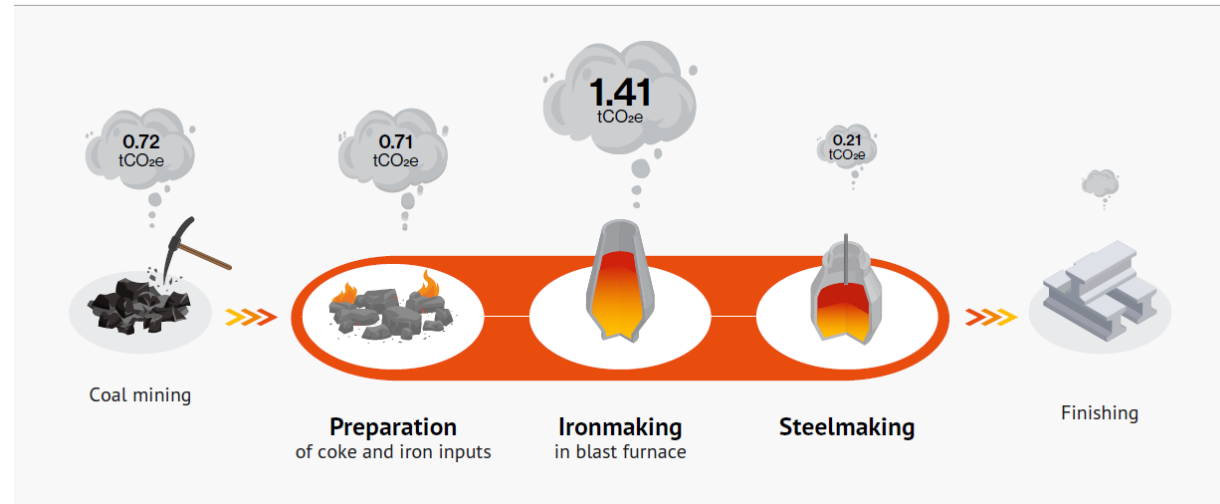 0.72
tCO₂e
0.71
tCO₂e
1.41
tCO₂e
0.21
tCO₂e
Coal mining
Preparation
of coke and iron inputs
Ironmaking
in blast furnace
Steelmaking
Finishing